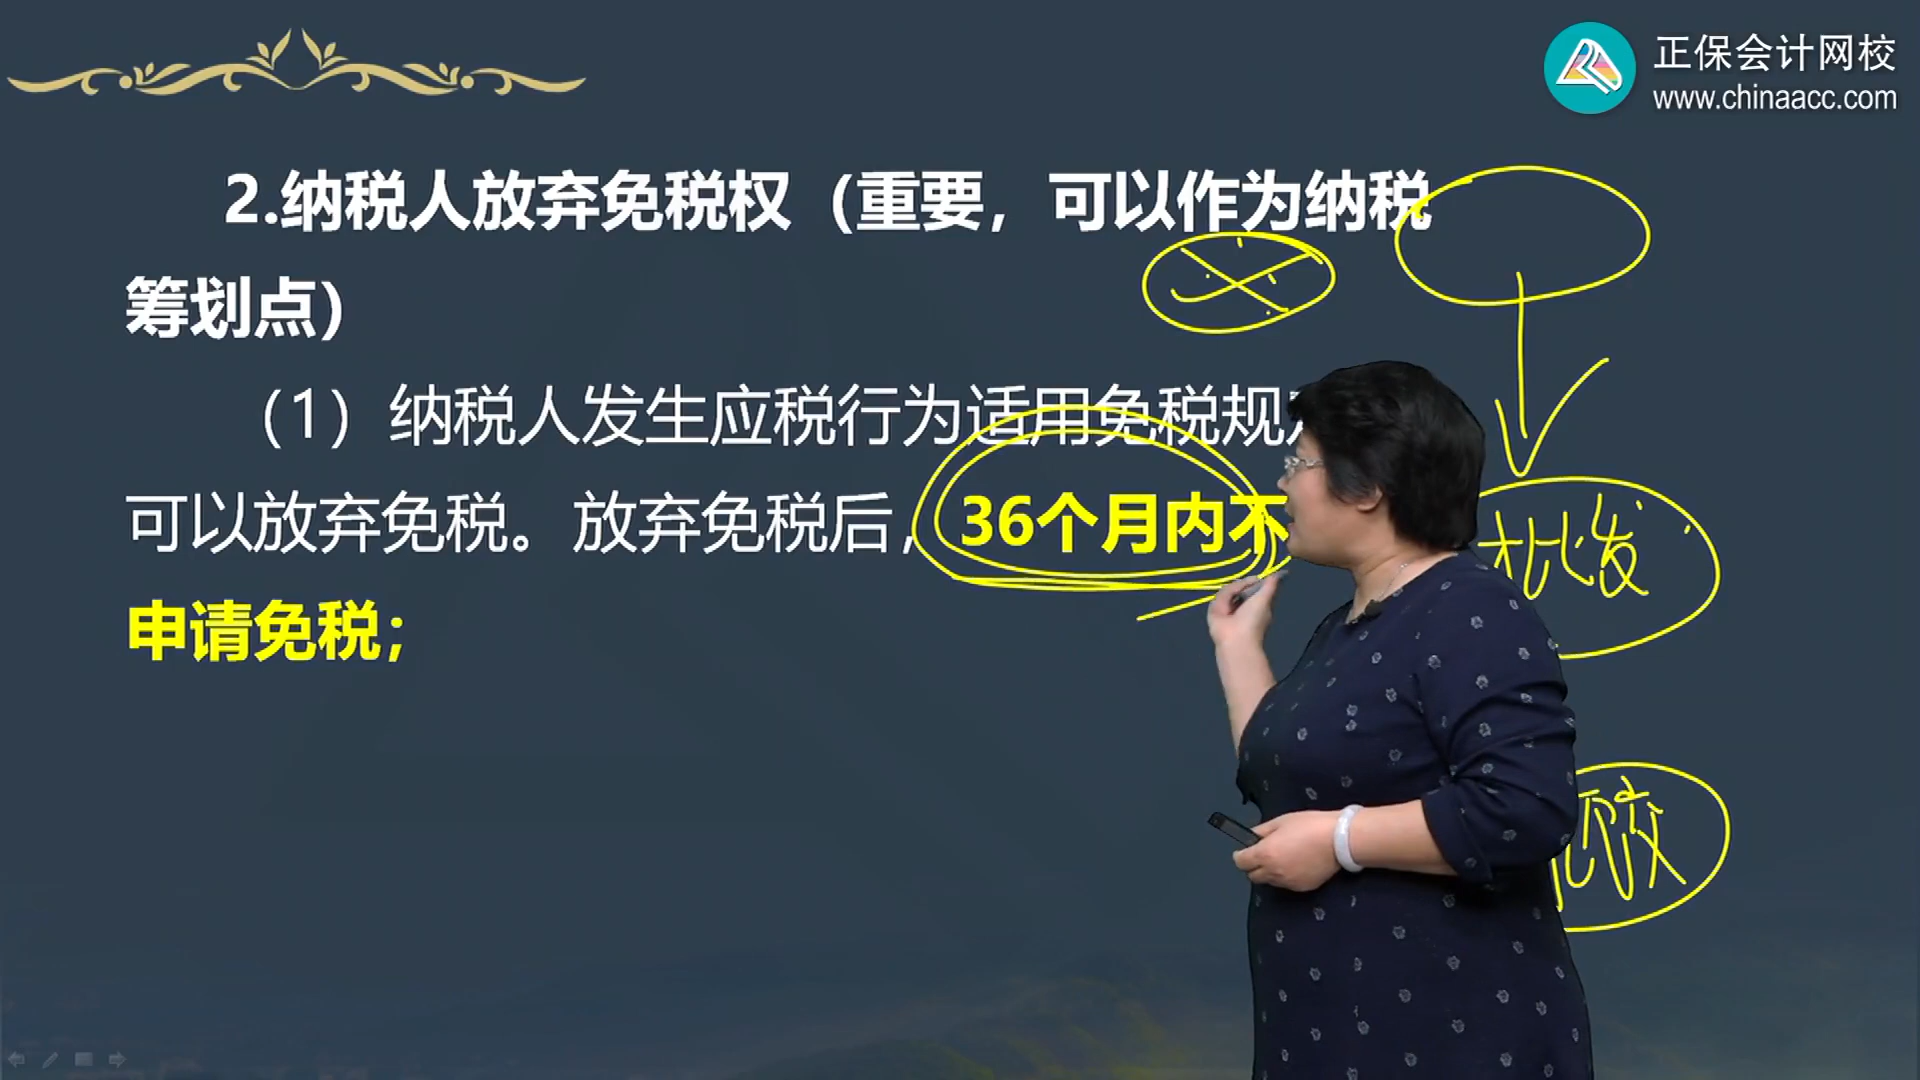 正保会计网校
www.chinaacc.com
2.纳税人放弃免税权（重要，可以作为纳税
筹划点）
（1）纳税人发生应税行为适用免税规
可以放弃免税。放弃免税后，36个月内不
批发
申请免税；